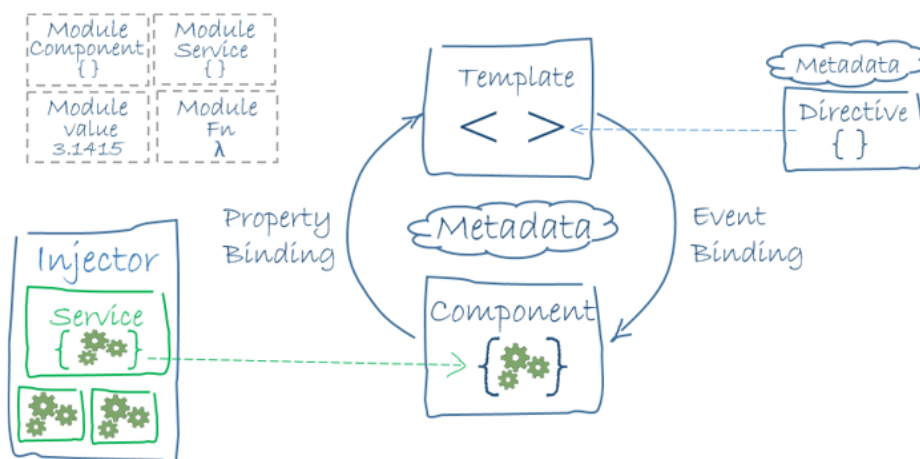 Module
Component
{ }
Module
Service
{ }
Module
value
3.1415
Module
Fn
λ
Template
< >
Metadata
Directive
{ }
Property
Binding
Metadata
Event
Binding
Injector
Service
{ }
Component
{ }